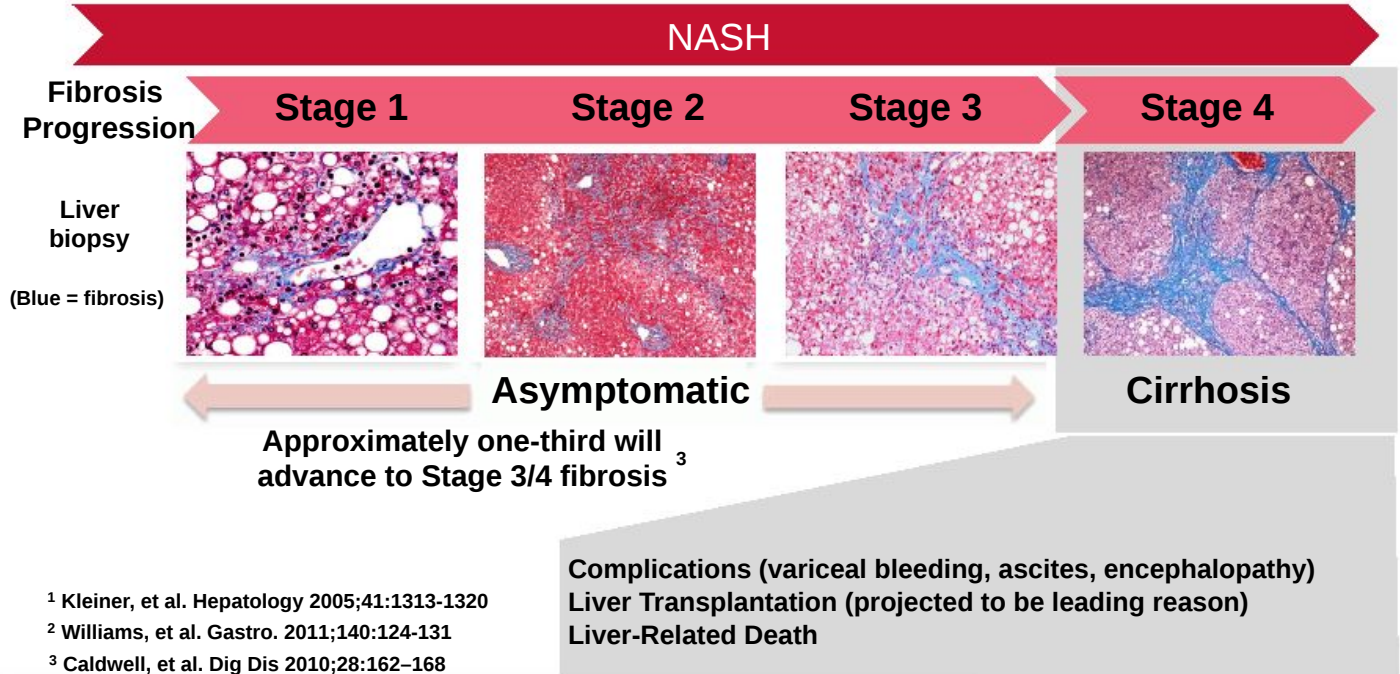 NASH
Fibrosis
Progression
Stage 1
Stage 2
Stage 3
Stage 4
Liver
biopsy
(Blue = fibrosis)
Asymptomatic
Cirrhosis
Approximately one-third will
advance to Stage 3/4 fibrosis 3
Complications (variceal bleeding, ascites, encephalopathy)
Liver Transplantation (projected to be leading reason)
Liver-Related Death
1 Kleiner, et al. Hepatology 2005;41:1313-1320
2 Williams, et al. Gastro. 2011;140:124-131
3 Caldwell, et al. Dig Dis 2010;28:162–168